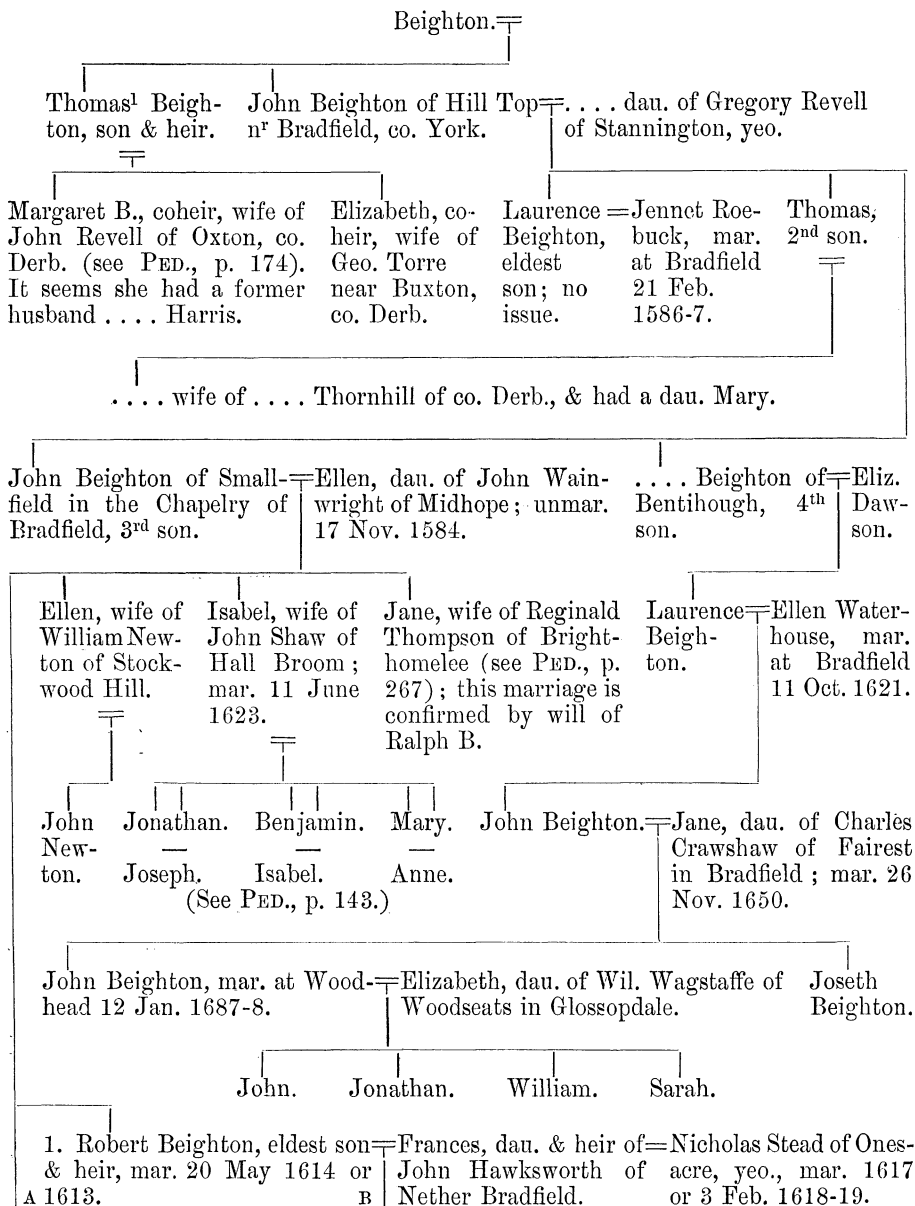 Beighton.
Thomas¹ Beigh-
ton, son & heir.
John Beighton of Hill Top
nʳ Bradfield, co. York.
. . . . dau. of Gregory Revell
of Stannington, yeo.
Margaret B., coheir, wife of
John Revell of Oxton, co.
Derb. (see PED., p. 174).
It seems she had a former
husband . . . . Harris.
Elizabeth, co-
heir, wife of
Geo. Torre
near Buxton,
co. Derb.
Laurence
Beighton,
eldest
son; no
issue.
Jennet Roe-
buck, mar.
at Bradfield
21 Feb.
1586-7.
Thomas,
2ⁿᵈ son.
. . . . wife of . . . . Thornhill of co. Derb., & had a dau. Mary.
John Beighton of Small-
field in the Chapelry of
Bradfield, 3ʳᵈ son.
Ellen, dau. of John Wain-
wright of Midhope; unmar.
17 Nov. 1584.
. . . . Beighton of
Bentihough, 4ᵗʰ
son.
Eliz.
Daw-
son.
Ellen, wife of
William New-
ton of Stock-
wood Hill.
Isabel, wife of
John Shaw of
Hall Broom;
mar. 11 June
1623.
Jane, wife of Reginald
Thompson of Bright-
homelee (see PED., p.
267); this marriage is
confirmed by will of
Ralph B.
Laurence
Beigh-
ton.
Ellen Water-
house, mar.
at Bradfield
11 Oct. 1621.
John
New-
ton.
Jonathan.
—
Joseph.
Benjamin.
—
Isabel.
Mary.
—
Anne.
(See PED., p. 143.)
John Beighton.
Jane, dau. of Charles
Crawshaw of Fairest
in Bradfield; mar. 26
Nov. 1650.
John Beighton, mar. at Wood-
head 12 Jan. 1687-8.
Elizabeth, dau. of Wil. Wagstaffe of
Woodseats in Glossopdale.
Joseth
Beighton.
John. Jonathan. William. Sarah.
1. Robert Beighton, eldest son
& heir, mar. 20 May 1614 or
A 1613.
B
Frances, dau. & heir of
John Hawksworth of
Nether Bradfield.
Nicholas Stead of Ones-
acre, yeo., mar. 1617
or 3 Feb. 1618-19.